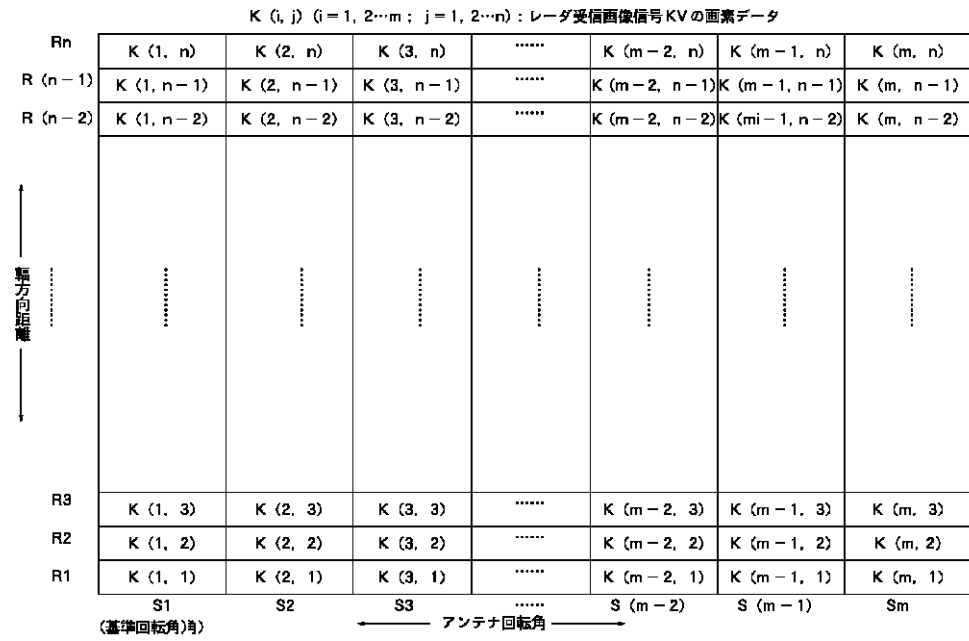 K (i, j) (i = 1, 2…m ; j = 1, 2…n) : レーダ受信画像信号KVの画素データ
Rn K (1, n) K (2, n) K (3, n) …… K (m－2, n) K (m－1, n) K (m, n)
R (n－1) K (1, n－1) K (2, n－1) K (3, n－1) …… K (m－2, n－1) K (m－1, n－1) K (m, n－1)
R (n－2) K (1, n－2) K (2, n－2) K (3, n－2) …… K (m－2, n－2) K (mi－1, n－2) K (m, n－2)
輻方向距離
R3 K (1, 3) K (2, 3) K (3, 3) …… K (m－2, 3) K (m－1, 3) K (m, 3)
R2 K (1, 2) K (2, 2) K (3, 2) …… K (m－2, 2) K (m－1, 2) K (m, 2)
R1 K (1, 1) K (2, 1) K (3, 1) …… K (m－2, 1) K (m－1, 1) K (m, 1)
S1 S2 S3 …… S (m－2) S (m－1) Sm
(基準回転角)角) アンテナ回転角